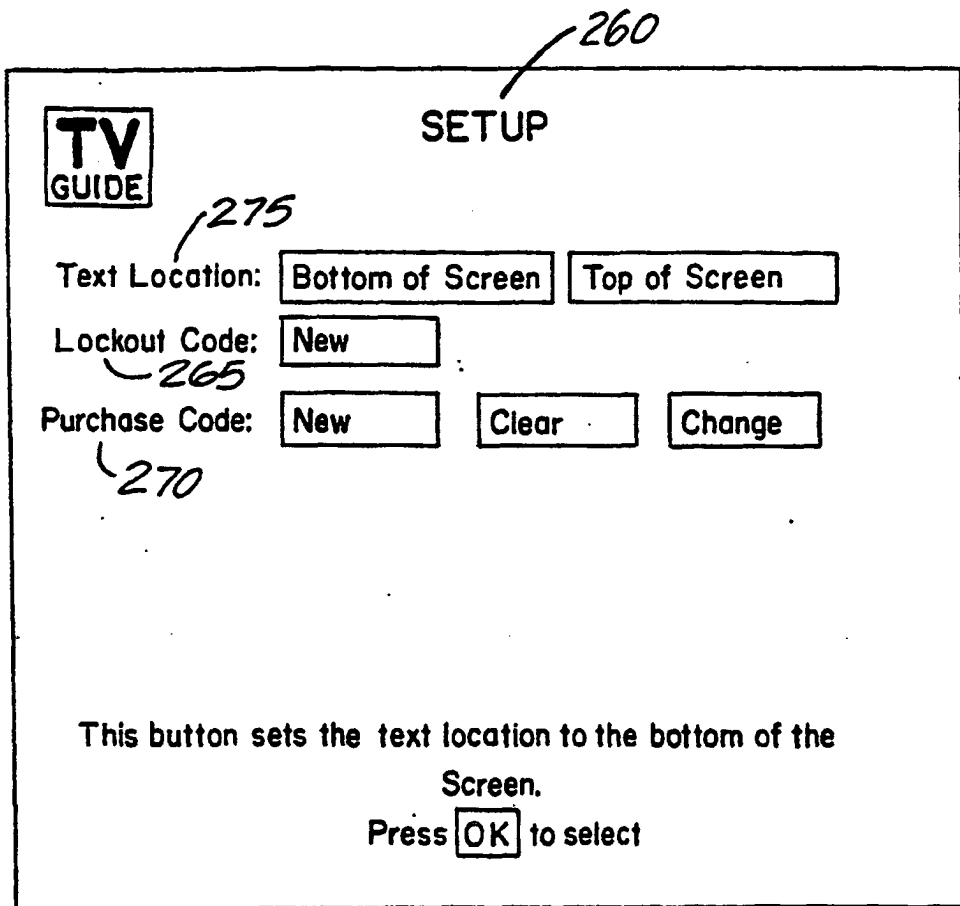 260
SETUP
TV
GUIDE
275
Text Location: Bottom of Screen Top of Screen
Lockout Code: New
265
Purchase Code: New Clear Change
270
This button sets the text location to the bottom of the
Screen.
Press OK to select